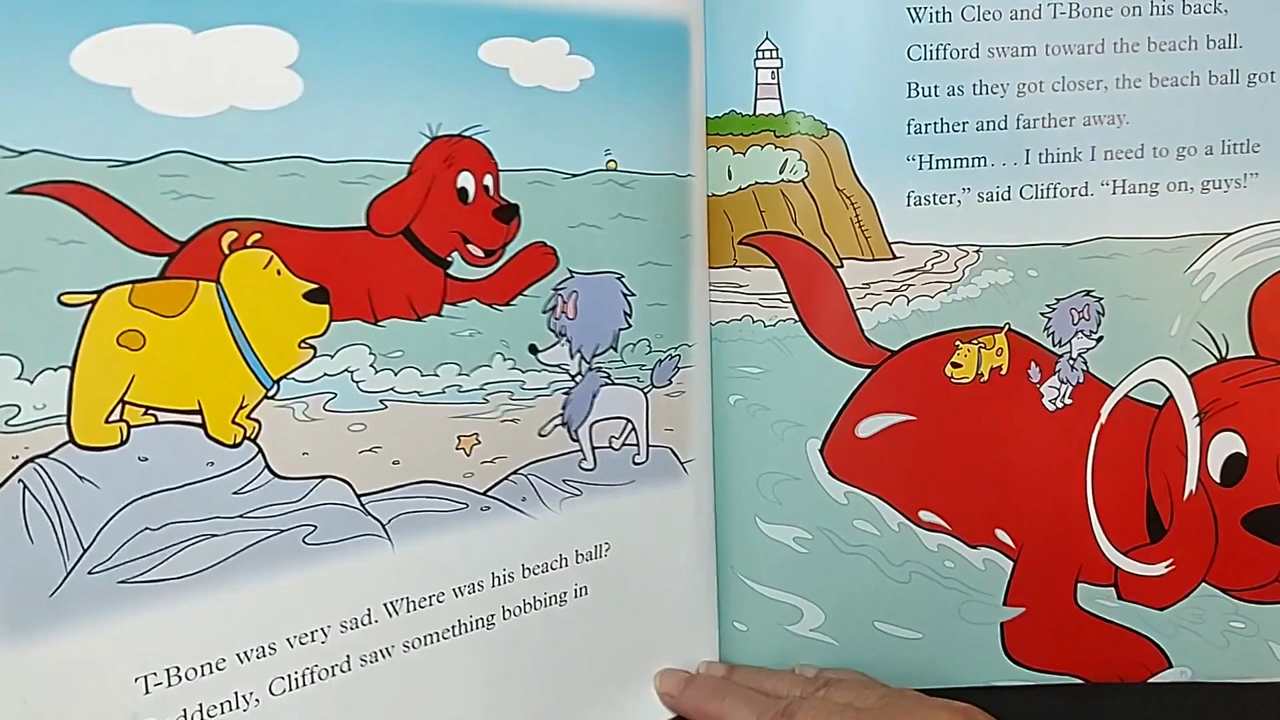 T-Bone was very sad. Where was his beach ball?
Clifford saw something bobbing in
With Cleo and T-Bone on his back,
Clifford swam toward the beach ball.
But as they got closer, the beach ball got
farther and farther away.
“Hmmm. . . I think I need to go a little
faster,” said Clifford. “Hang on, guys!”